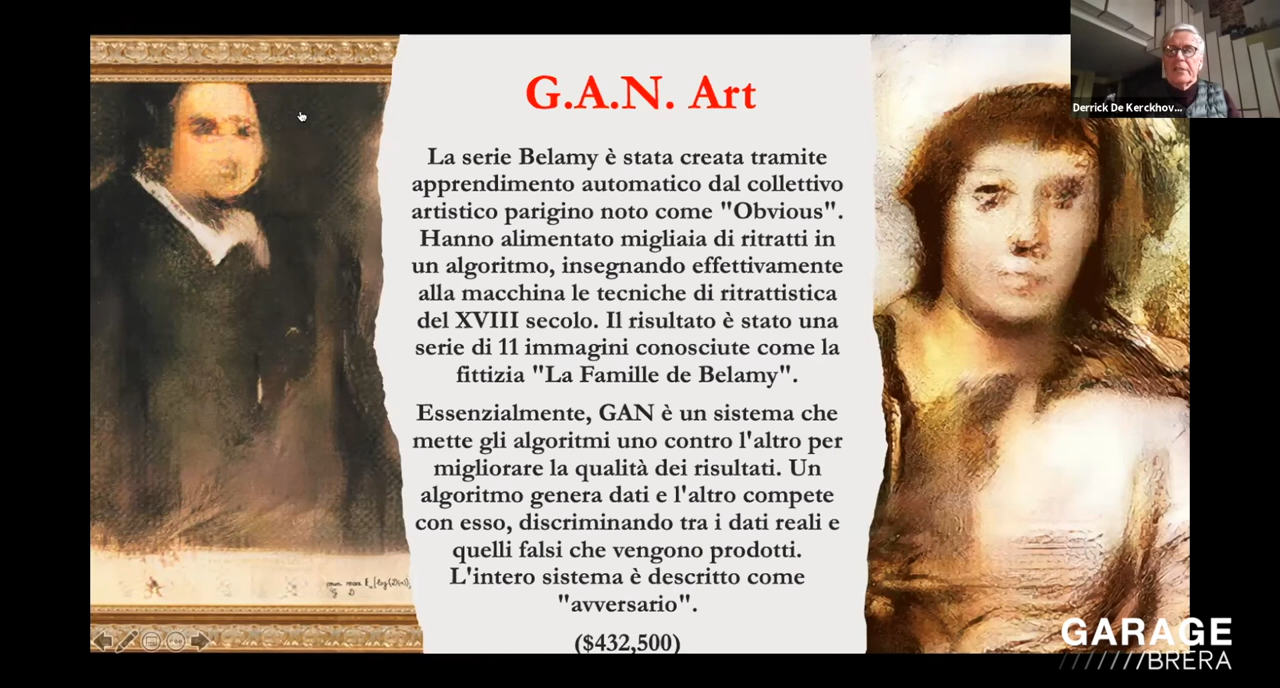 G.A.N. Art
La serie Belamy è stata creata tramite
apprendimento automatico dal collettivo
artistico parigino noto come "Obvious".
Hanno alimentato migliaia di ritratti in
un algoritmo, insegnando effettivamente
alla macchina le tecniche di ritrattistica
del XVIII secolo. Il risultato è stato una
serie di 11 immagini conosciute come la
fittizia "La Famille de Belamy".
Essenzialmente, GAN è un sistema che
mette gli algoritmi uno contro l'altro per
migliorare la qualità dei risultati. Un
algoritmo genera dati e l'altro compete
con esso, discriminando tra i dati reali e
quelli falsi che vengono prodotti.
L'intero sistema è descritto come
"avversario".
($432,500)
Derrick De Kerckhov...
GARAGE
///////BRERA